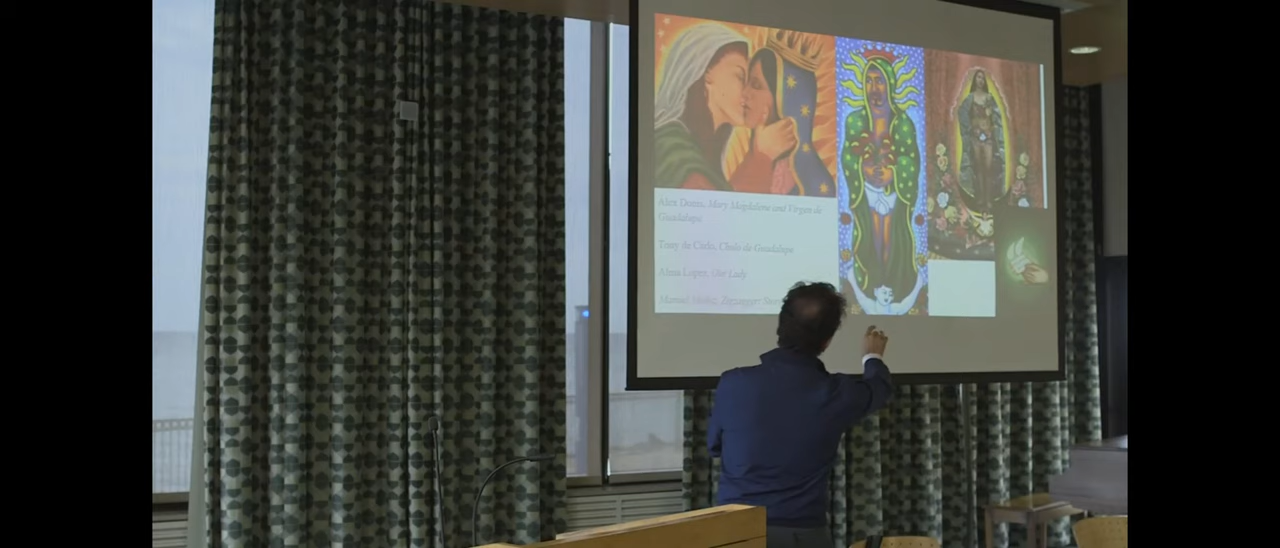 Alex Donis, Mary Magdalene and Virgen de
Guadalupe
Tony de Carlo, Cholo de Guadalupe
Alma Lopez, Our Lady
Manuel